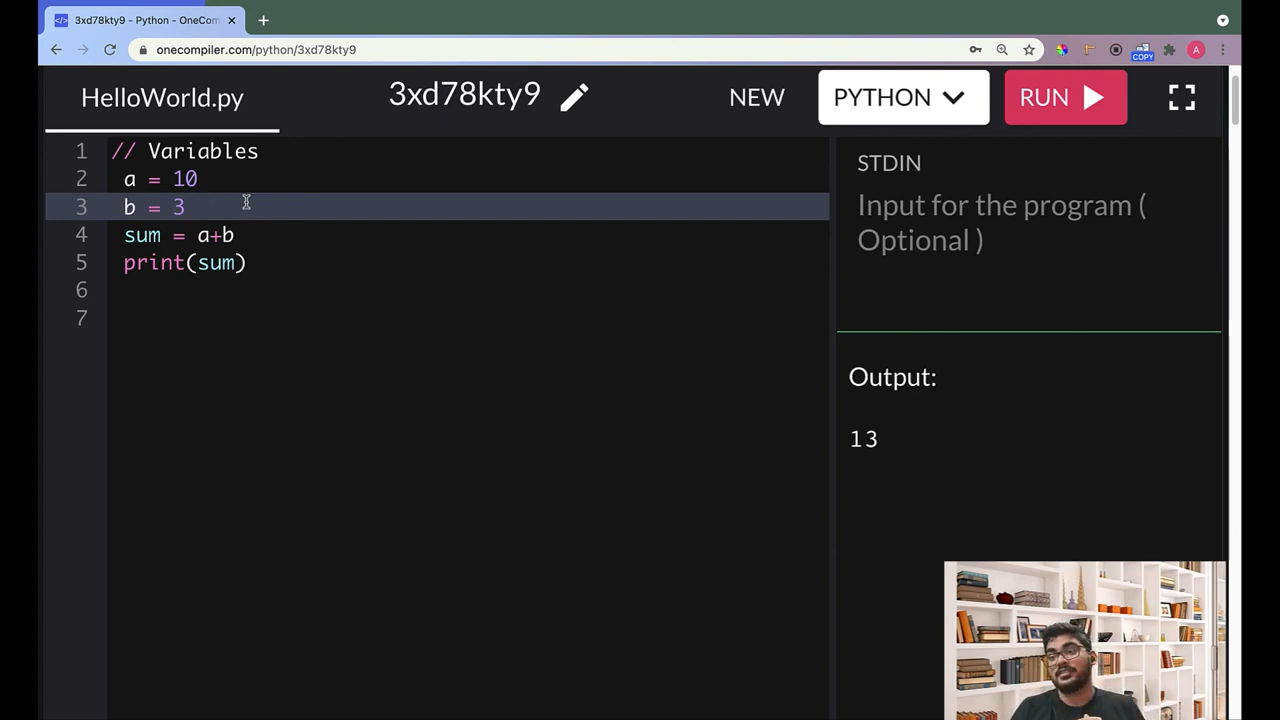 3xd78kty9 - Python - OneCom
onecompiler.com/python/3xd78kty9
COPY
A
HelloWorld.py
3xd78kty9
NEW
PYTHON
RUN
1 // Variables
2 a = 10
3 b = 3
4 sum = a+b
5 print(sum)
6
7
STDIN
Input for the program (
Optional )
Output:
13